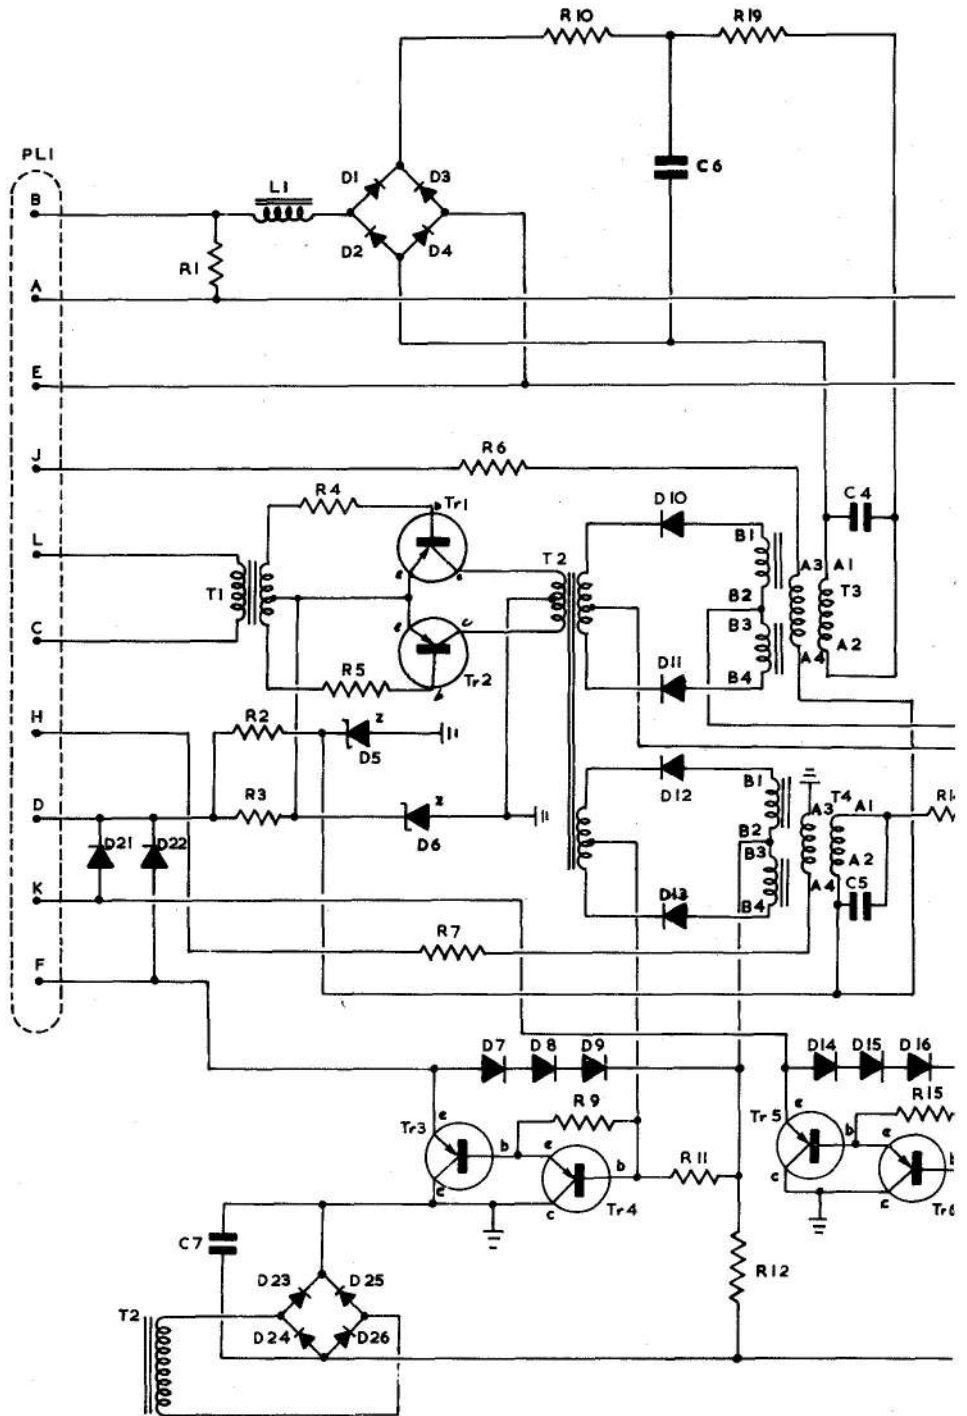 R10
R19
PL1
C6
D1
D3
L1
B
D2
D4
R1
A
E
J
R6
R4
b
Tr1
D10
C4
L
B1
T1
e
c
T2
A3
A1
B2
T3
e
c
B3
C
A4
A2
R5
D11
B4
Tr2
b
H
R2
z
D5
D
R3
z
D6
D12
B1
A3
T4
A1
R1
D21
D22
B2
B3
A2
K
D13
A4
C5
B4
R7
F
D7
D8
D9
D14
D15
D16
R9
R15
e
e
Tr3
b
e
Tr5
b
e
R11
b
c
c
Tr4
c
c
Tr6
b
C7
D23
D25
R12
T2
D24
D26